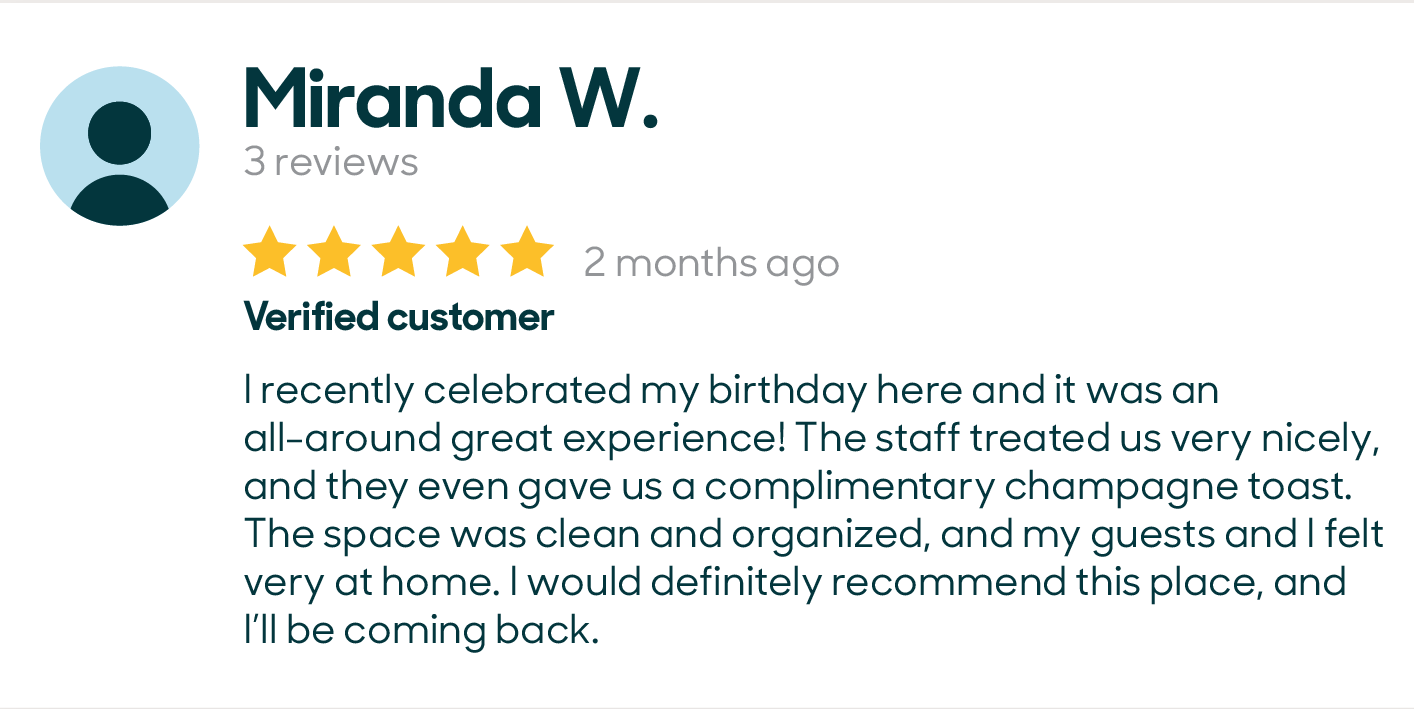 Miranda W.
3 reviews
2 months ago
Verified customer
I recently celebrated my birthday here and it was an
all-around great experience! The staff treated us very nicely,
and they even gave us a complimentary champagne toast.
The space was clean and organized, and my guests and I felt
very at home. I would definitely recommend this place, and
I’ll be coming back.